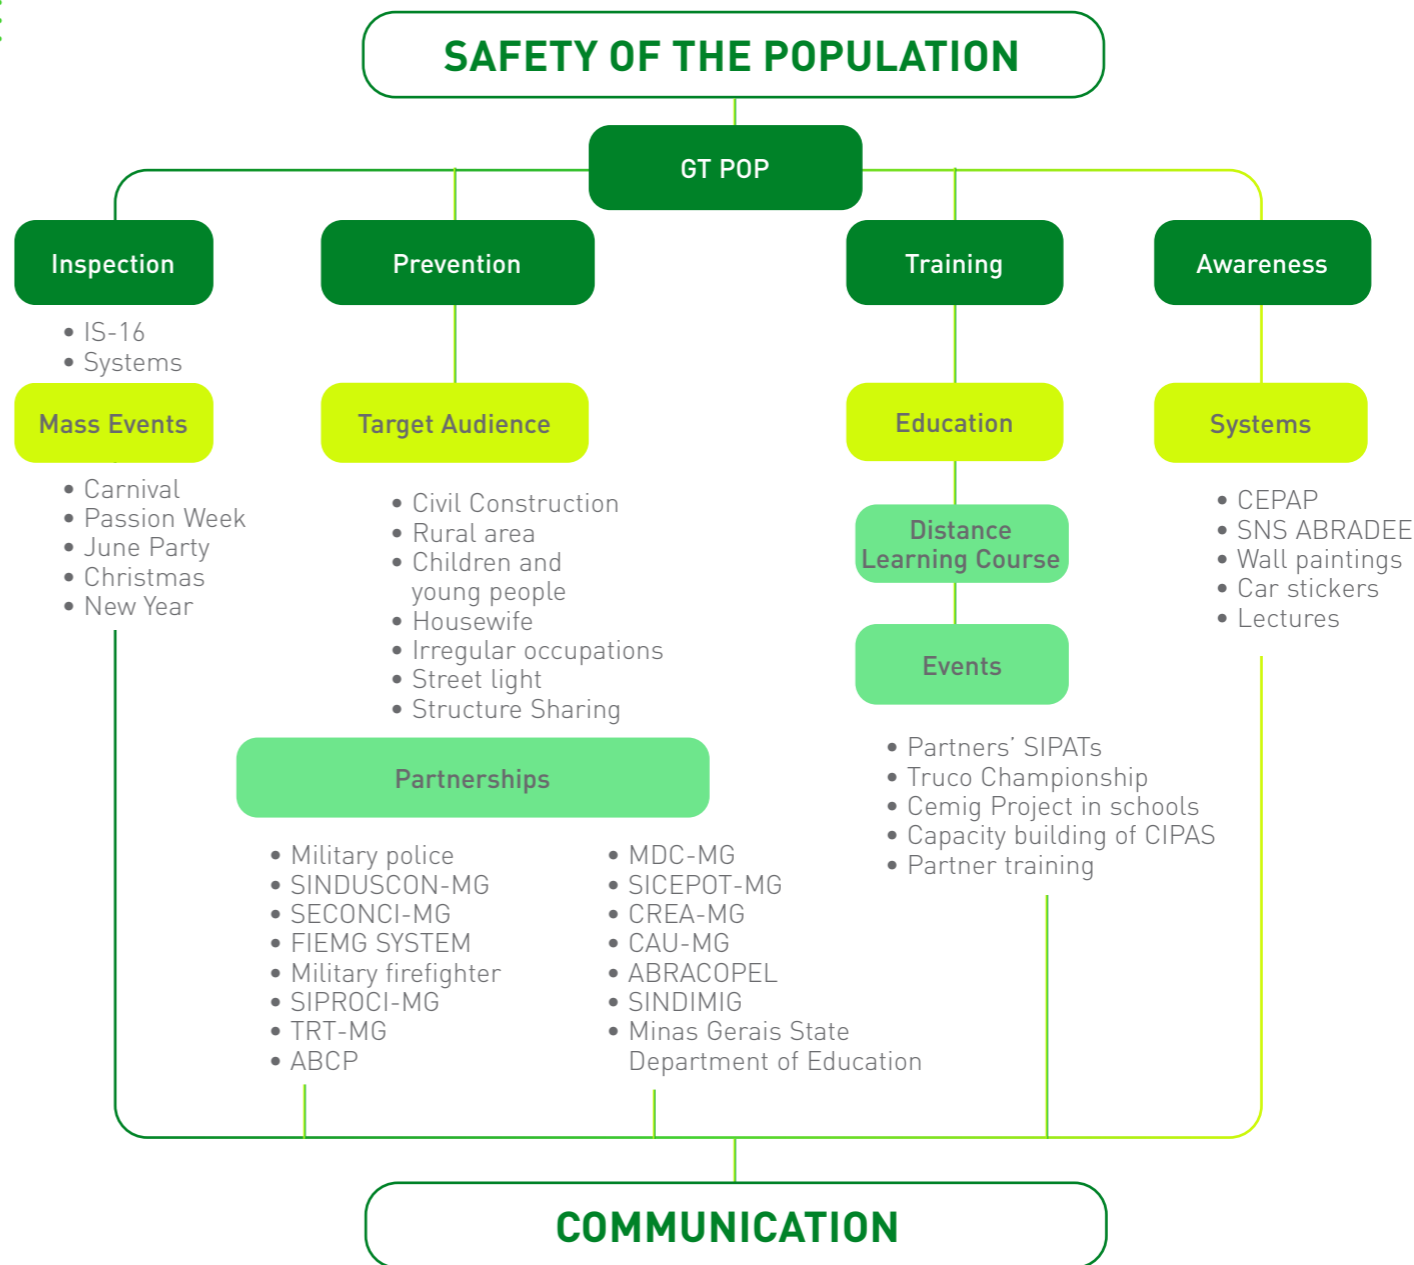 SAFETY OF THE POPULATION
GT POP
Inspection
• IS-16
• Systems
Mass Events
• Carnival
• Passion Week
• June Party
• Christmas
• New Year
Prevention
Target Audience
• Civil Construction
• Rural area
• Children and
young people
• Housewife
• Irregular occupations
• Street light
• Structure Sharing
Partnerships
• Military police
• SINDUSCON-MG
• SECONCI-MG
• FIEMG SYSTEM
• Military firefighter
• SIPROCI-MG
• TRT-MG
• ABCP
• MDC-MG
• SICEPOT-MG
• CREA-MG
• CAU-MG
• ABRACOPEL
• SINDIMIG
• Minas Gerais State
Department of Education
Training
Education
Distance
Learning Course
Events
• Partners’ SIPATs
• Truco Championship
• Cemig Project in schools
• Capacity building of CIPAS
• Partner training
Awareness
Systems
• CEPAP
• SNS ABRADEE
• Wall paintings
• Car stickers
• Lectures
COMMUNICATION